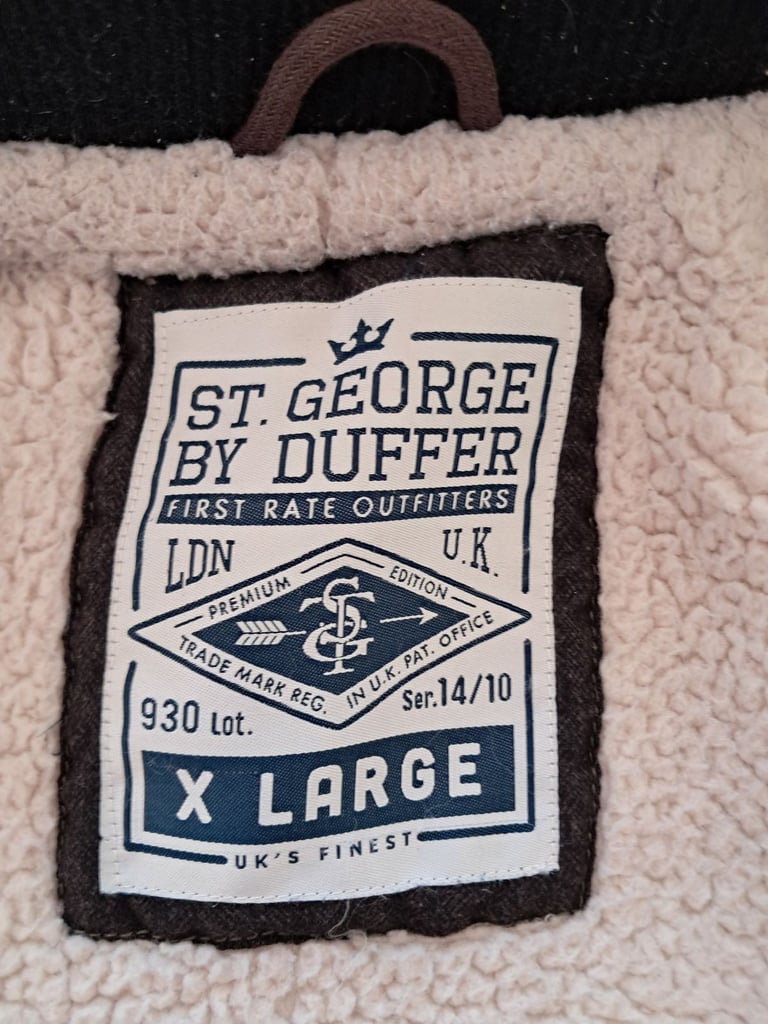 ST. GEORGE
BY DUFFER
FIRST RATE OUTFITTERS
LDN U.K.
PREMIUM EDITION
STG
TRADE MARK REG. IN U.K. PAT. OFFICE
930 Lot. Ser.14/10
X LARGE
UK'S FINEST